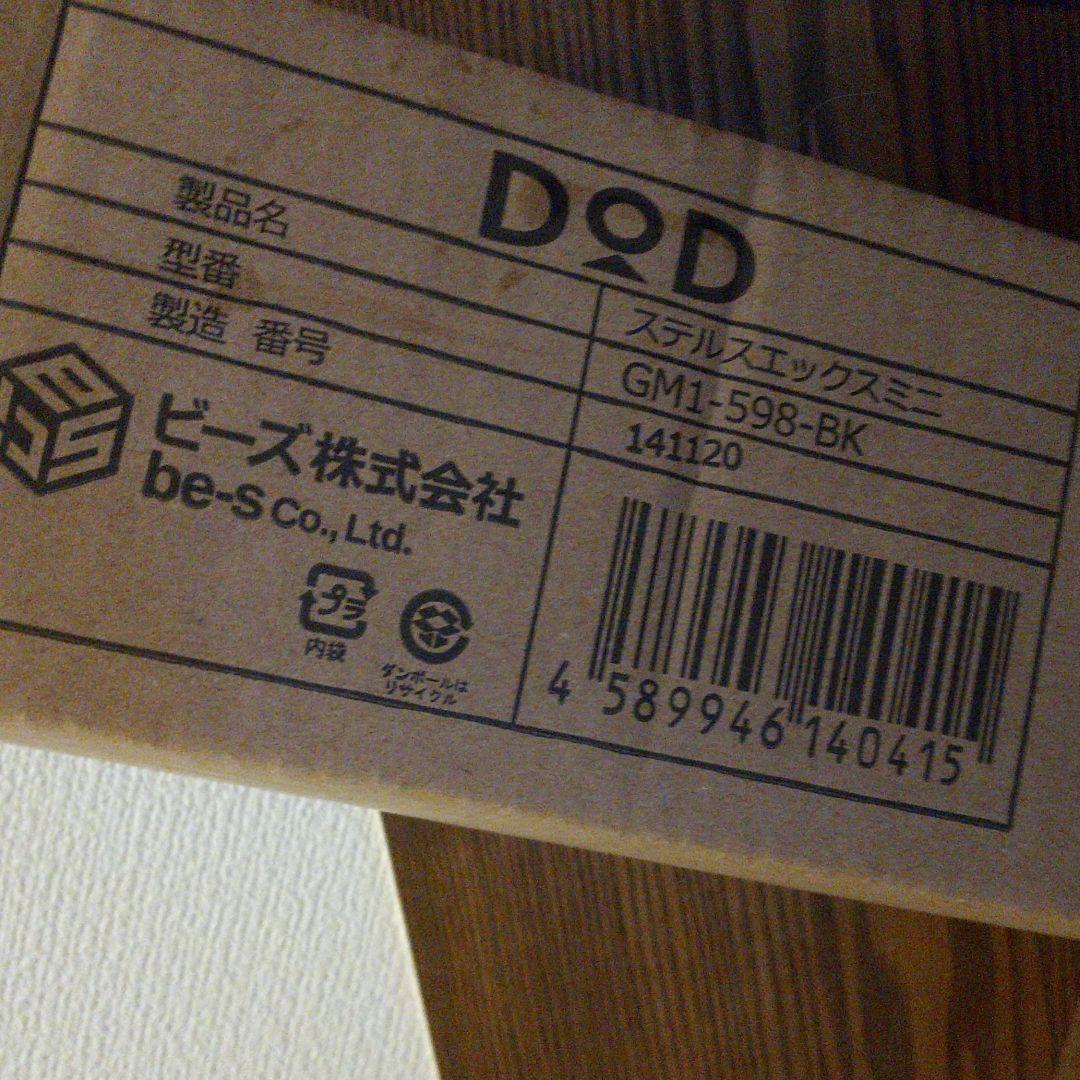 DOD
製品名 ステルスエックスミニ
型番 GM1-598-BK
製造 番号 141120
ビーズ株式会社
be-s Co., Ltd.
プラ
内袋
ダンボールは
リサイクル
4 589946 140415